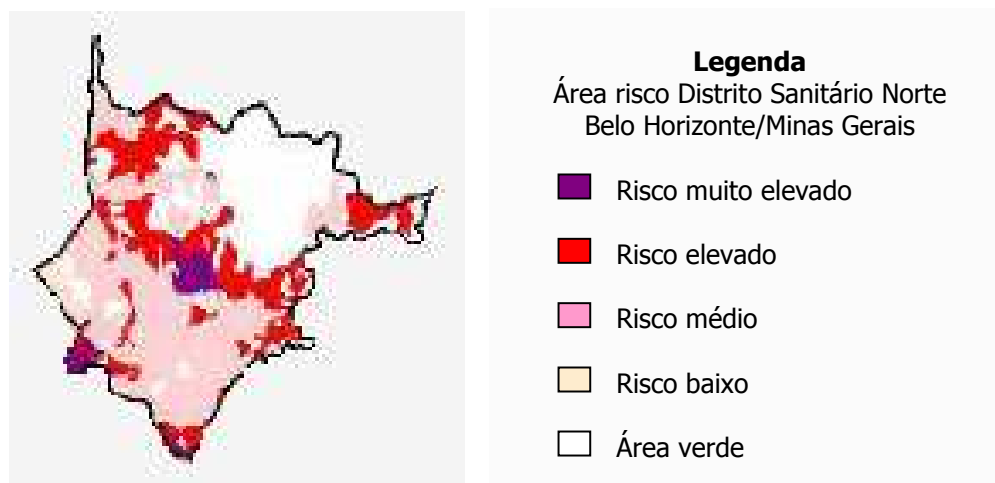 Legenda
Área risco Distrito Sanitário Norte
Belo Horizonte/Minas Gerais
Risco muito elevado
Risco elevado
Risco médio
Risco baixo
Área verde